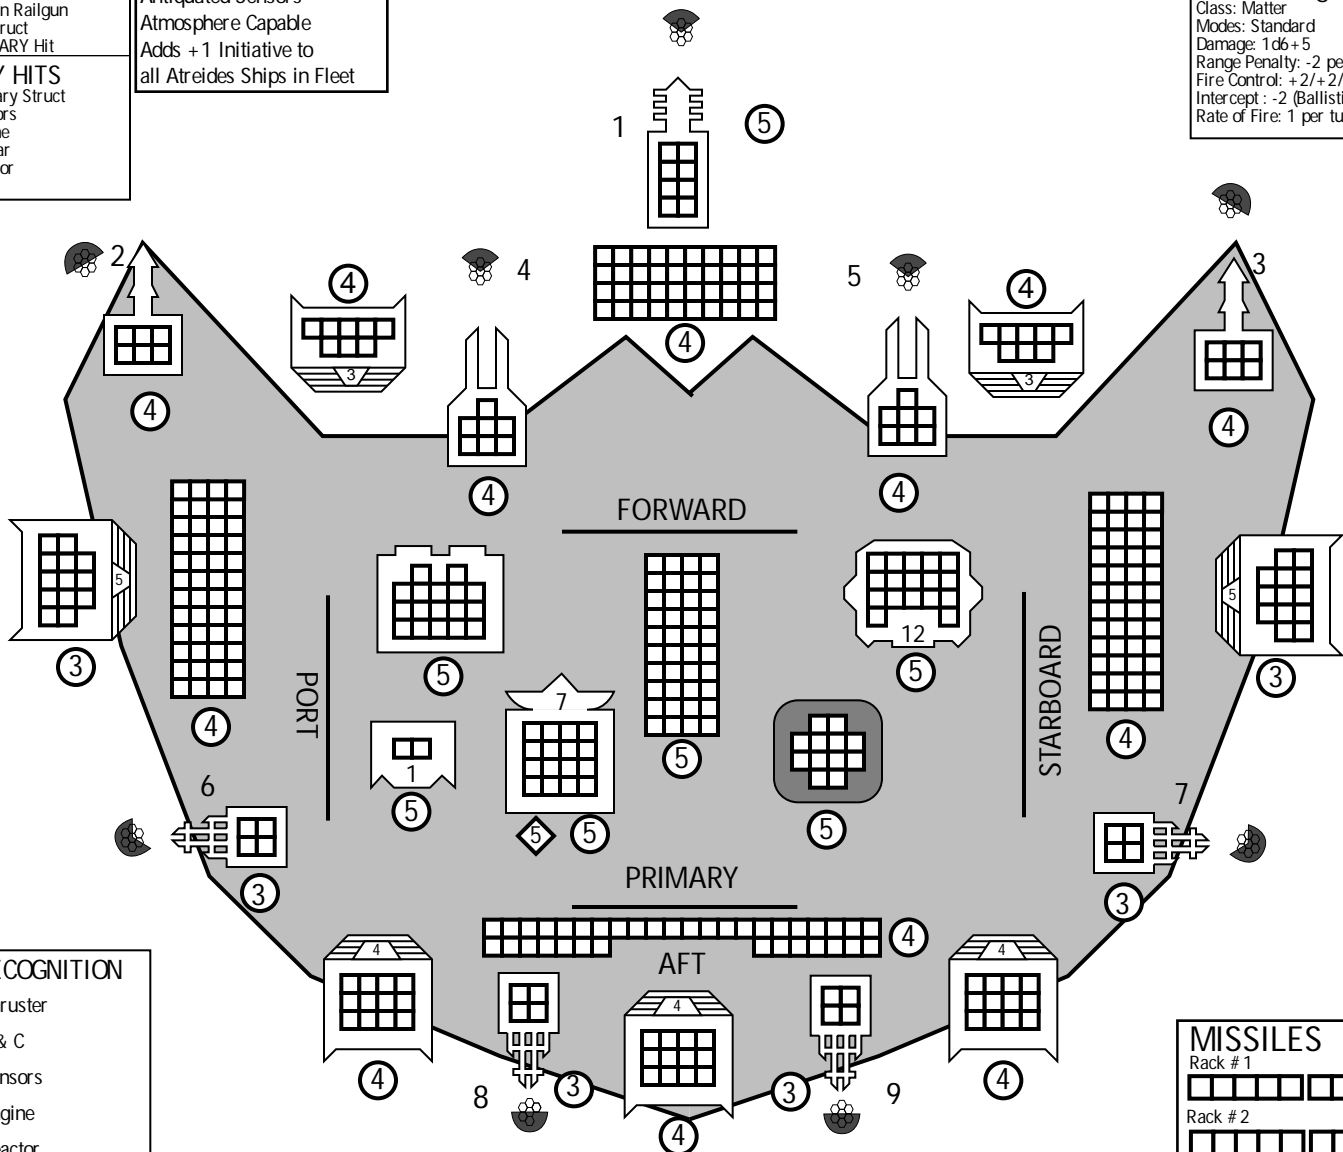 n Railgun
ruct
ARY Hit
Y HITS
ary Struct
ors
ne
ar
or
Antiquated Sensors
Atmosphere Capable
Adds +1 Initiative to
all Atreides Ships in Fleet
Class: Matter
Modes: Standard
Damage: 1d6+5
Range Penalty: -2 pe
Fire Control: +2/+2/
Intercept : -2 (Ballisti
Rate of Fire: 1 per tu
1
5
2
3
4
4
5
4
4
3
4
3
4
4
4
4
FORWARD
5
5
12
3
5
5
3
PORT
STARBOARD
7
4
5
4
1
5
5
5
5
6
7
3
3
PRIMARY
4
AFT
4
4
4
4
4
4
3
3
8
9
ECOGNITION
ruster
& C
nsors
gine
eactor
MISSILES
Rack # 1
Rack # 2